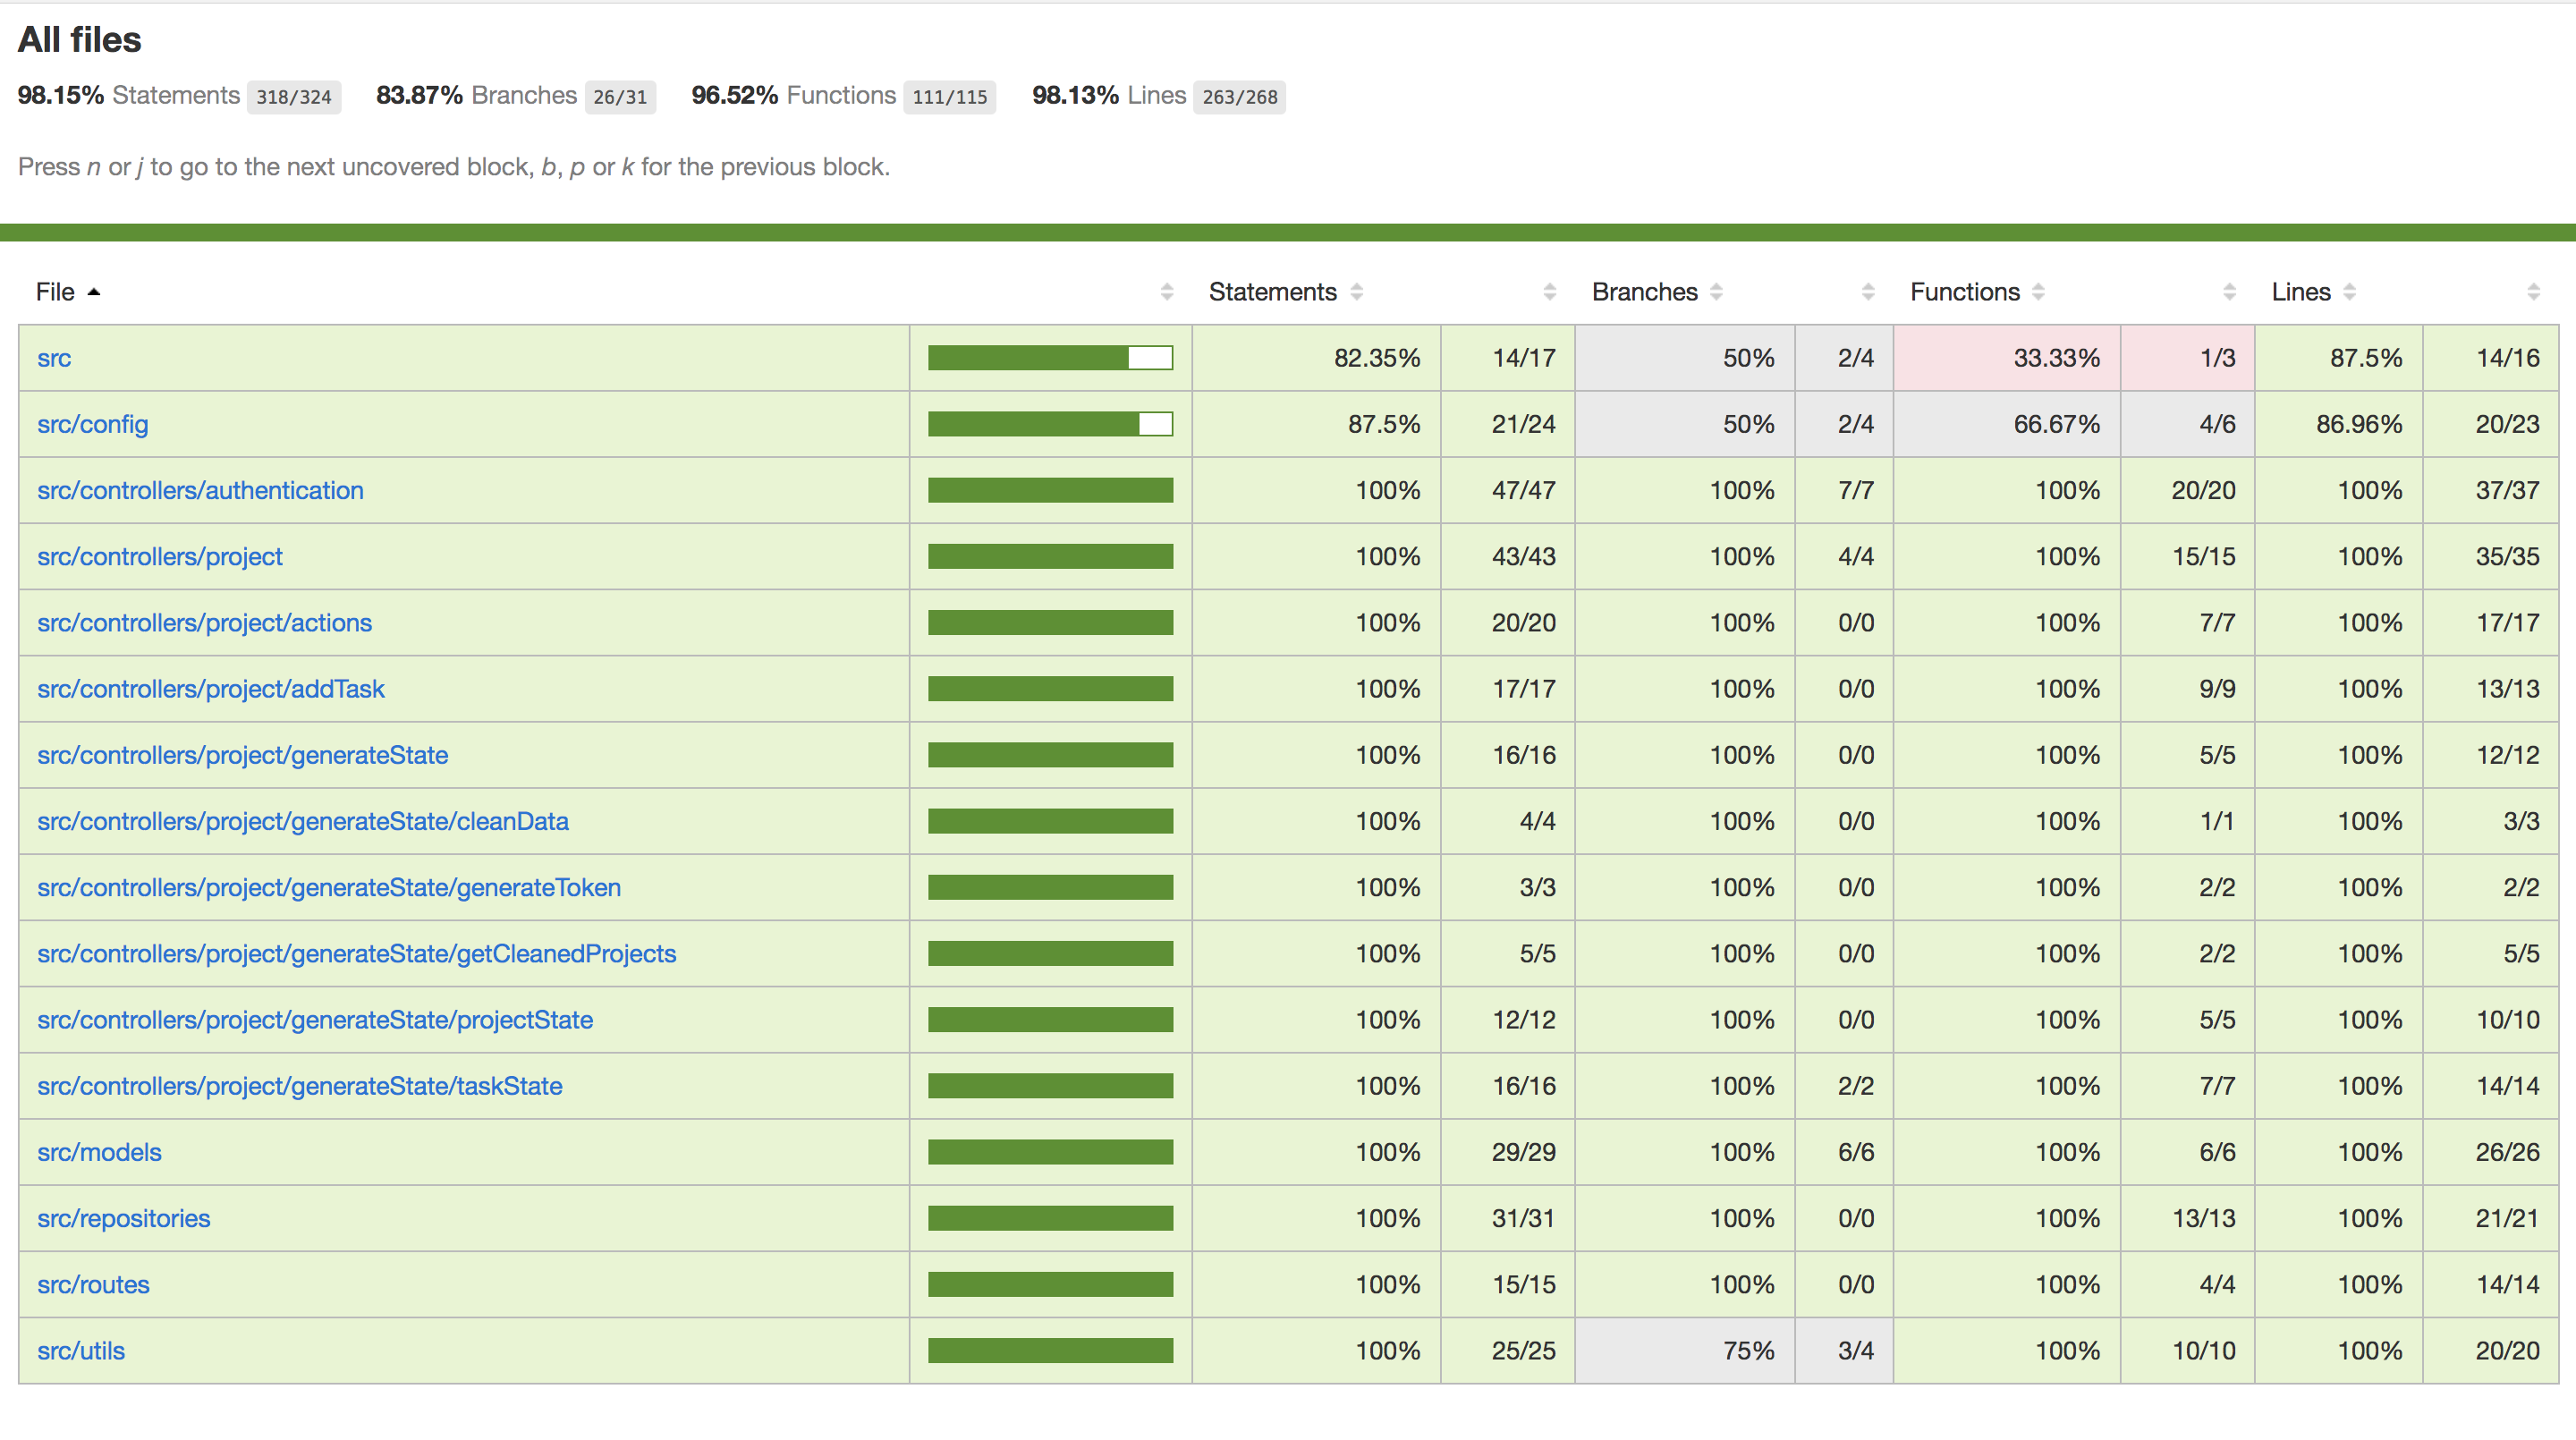 All files
98.15% Statements 318/324 83.87% Branches 26/31 96.52% Functions 111/115 98.13% Lines 263/268
Press n or j to go to the next uncovered block, b, p or k for the previous block.
File Statements Branches Functions Lines
src 82.35% 14/17 50% 2/4 33.33% 1/3 87.5% 14/16
src/config 87.5% 21/24 50% 2/4 66.67% 4/6 86.96% 20/23
src/controllers/authentication 100% 47/47 100% 7/7 100% 20/20 100% 37/37
src/controllers/project 100% 43/43 100% 4/4 100% 15/15 100% 35/35
src/controllers/project/actions 100% 20/20 100% 0/0 100% 7/7 100% 17/17
src/controllers/project/addTask 100% 17/17 100% 0/0 100% 9/9 100% 13/13
src/controllers/project/generateState 100% 16/16 100% 0/0 100% 5/5 100% 12/12
src/controllers/project/generateState/cleanData 100% 4/4 100% 0/0 100% 1/1 100% 3/3
src/controllers/project/generateState/generateToken 100% 3/3 100% 0/0 100% 2/2 100% 2/2
src/controllers/project/generateState/getCleanedProjects 100% 5/5 100% 0/0 100% 2/2 100% 5/5
src/controllers/project/generateState/projectState 100% 12/12 100% 0/0 100% 5/5 100% 10/10
src/controllers/project/generateState/taskState 100% 16/16 100% 2/2 100% 7/7 100% 14/14
src/models 100% 29/29 100% 6/6 100% 6/6 100% 26/26
src/repositories 100% 31/31 100% 0/0 100% 13/13 100% 21/21
src/routes 100% 15/15 100% 0/0 100% 4/4 100% 14/14
src/utils 100% 25/25 75% 3/4 100% 10/10 100% 20/20